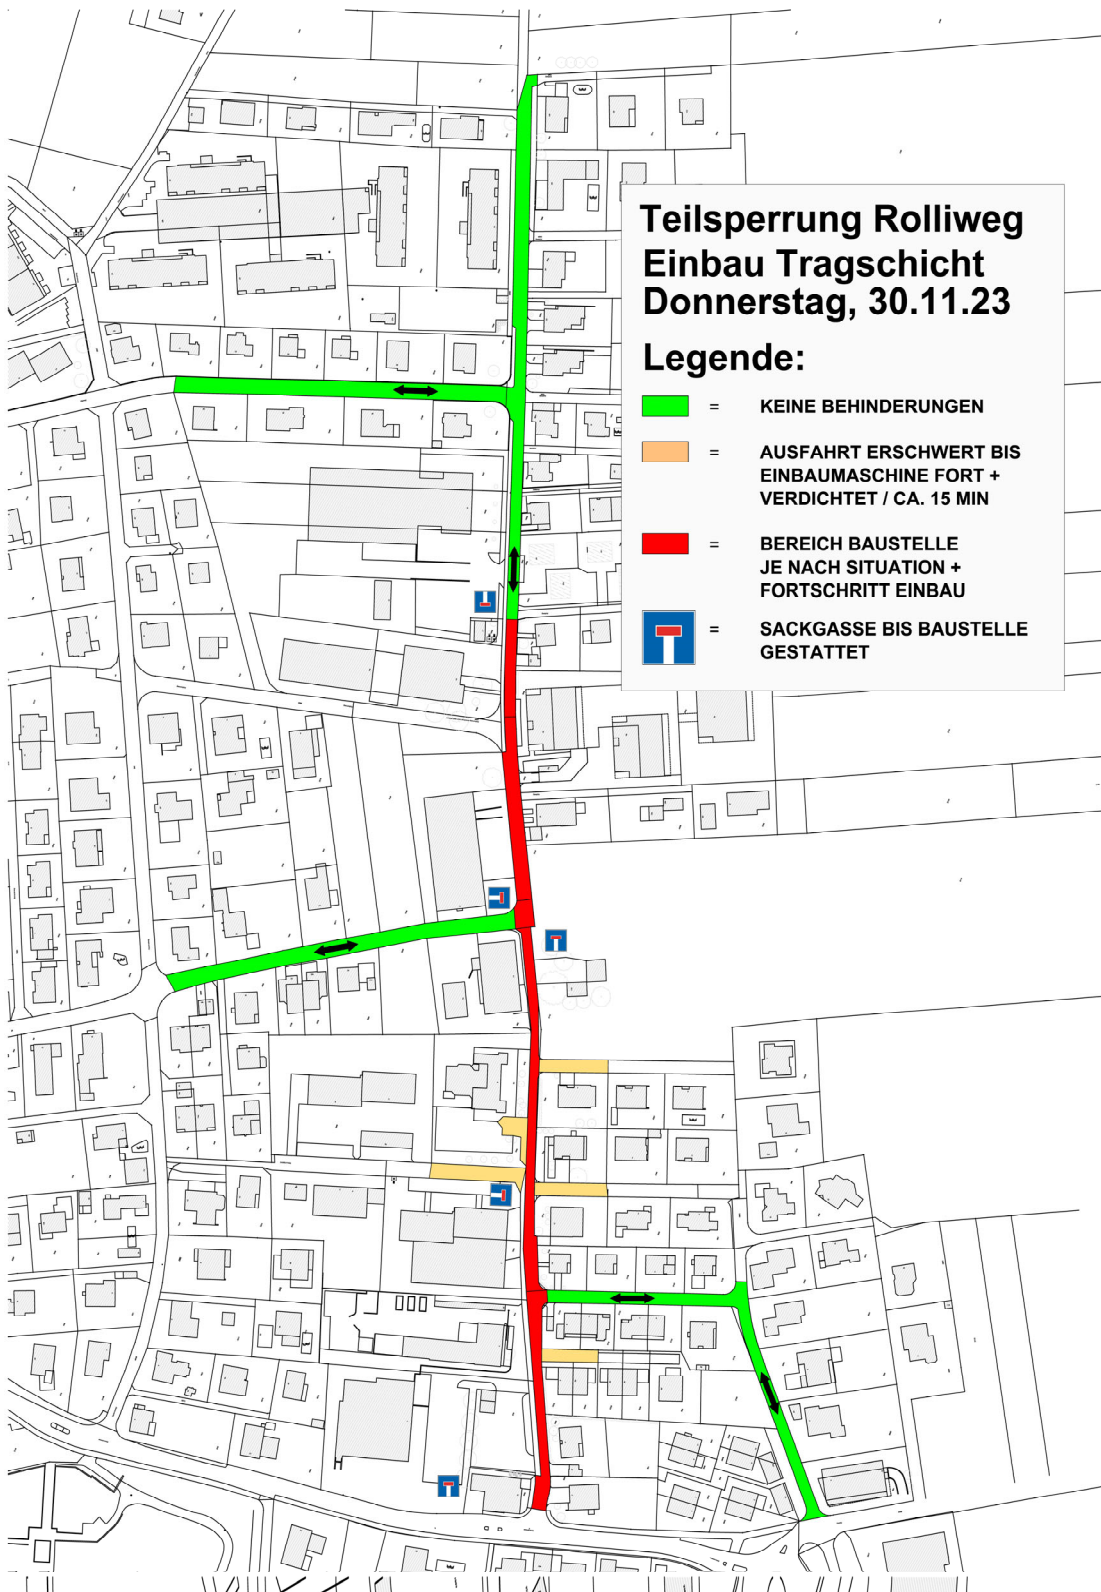 Teilsperrung Rolliweg
Einbau Tragschicht
Donnerstag, 30.11.23
Legende:
= KEINE BEHINDERUNGEN
= AUSFAHRT ERSCHWERT BIS
EINBAUMASCHINE FORT +
VERDICHTET / CA. 15 MIN
= BEREICH BAUSTELLE
JE NACH SITUATION +
FORTSCHRITT EINBAU
= SACKGASSE BIS BAUSTELLE
GESTATTET